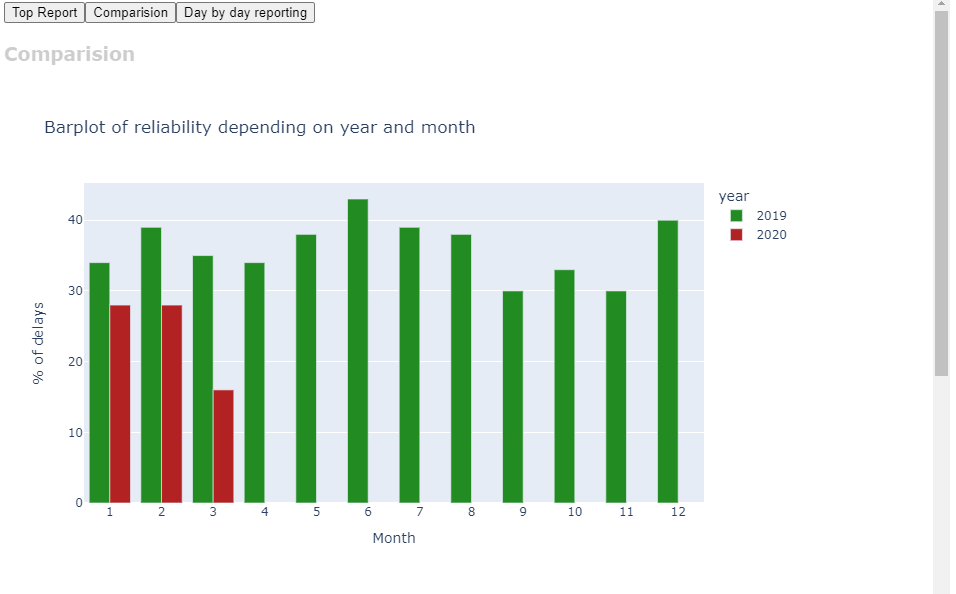 Top Report Comparision Day by day reporting
Comparision
Barplot of reliability depending on year and month
year
2019
2020
40
30
20
10
0
% of delays
1 2 3 4 5 6 7 8 9 10 11 12
Month